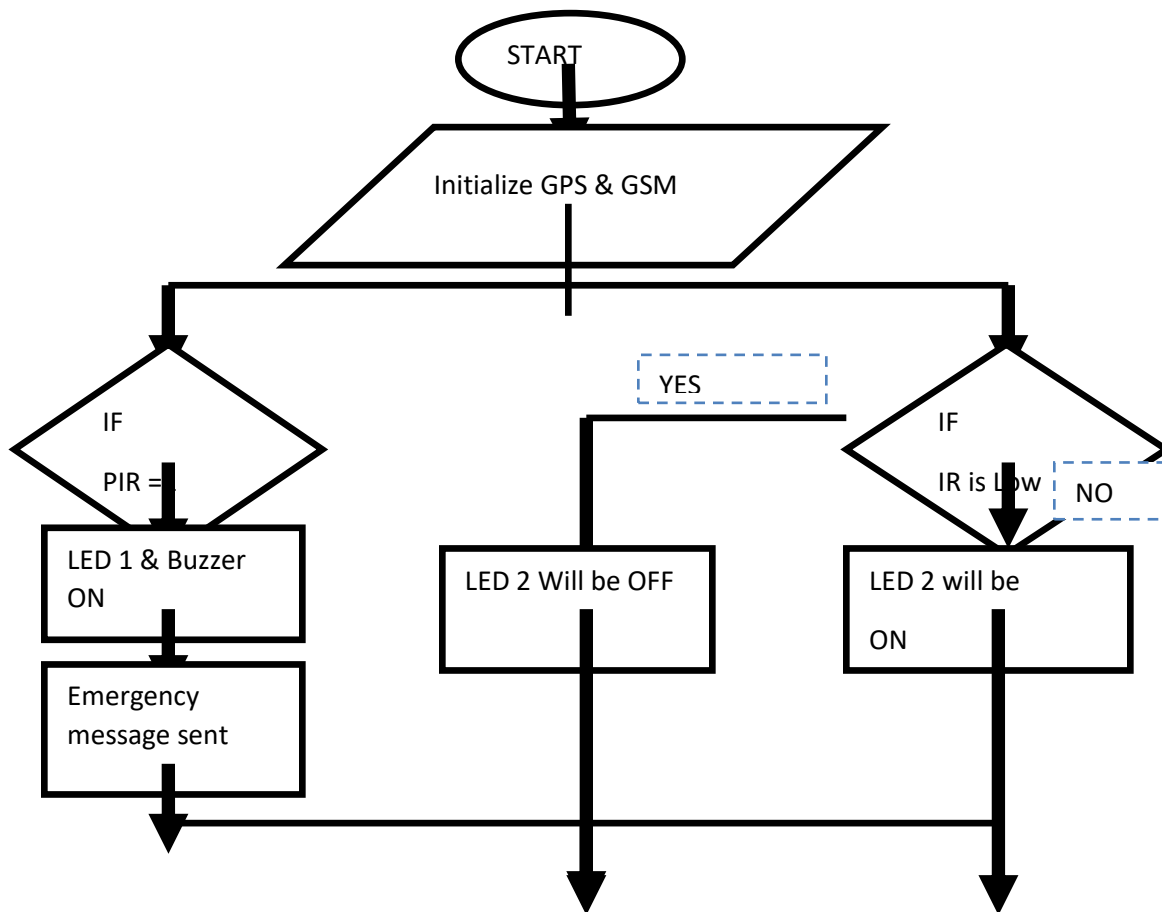 START
Initialize GPS & GSM
YES
IF
PIR =
IF
IR is Low
NO
LED 1 & Buzzer
ON
LED 2 Will be OFF
LED 2 will be
ON
Emergency
message sent